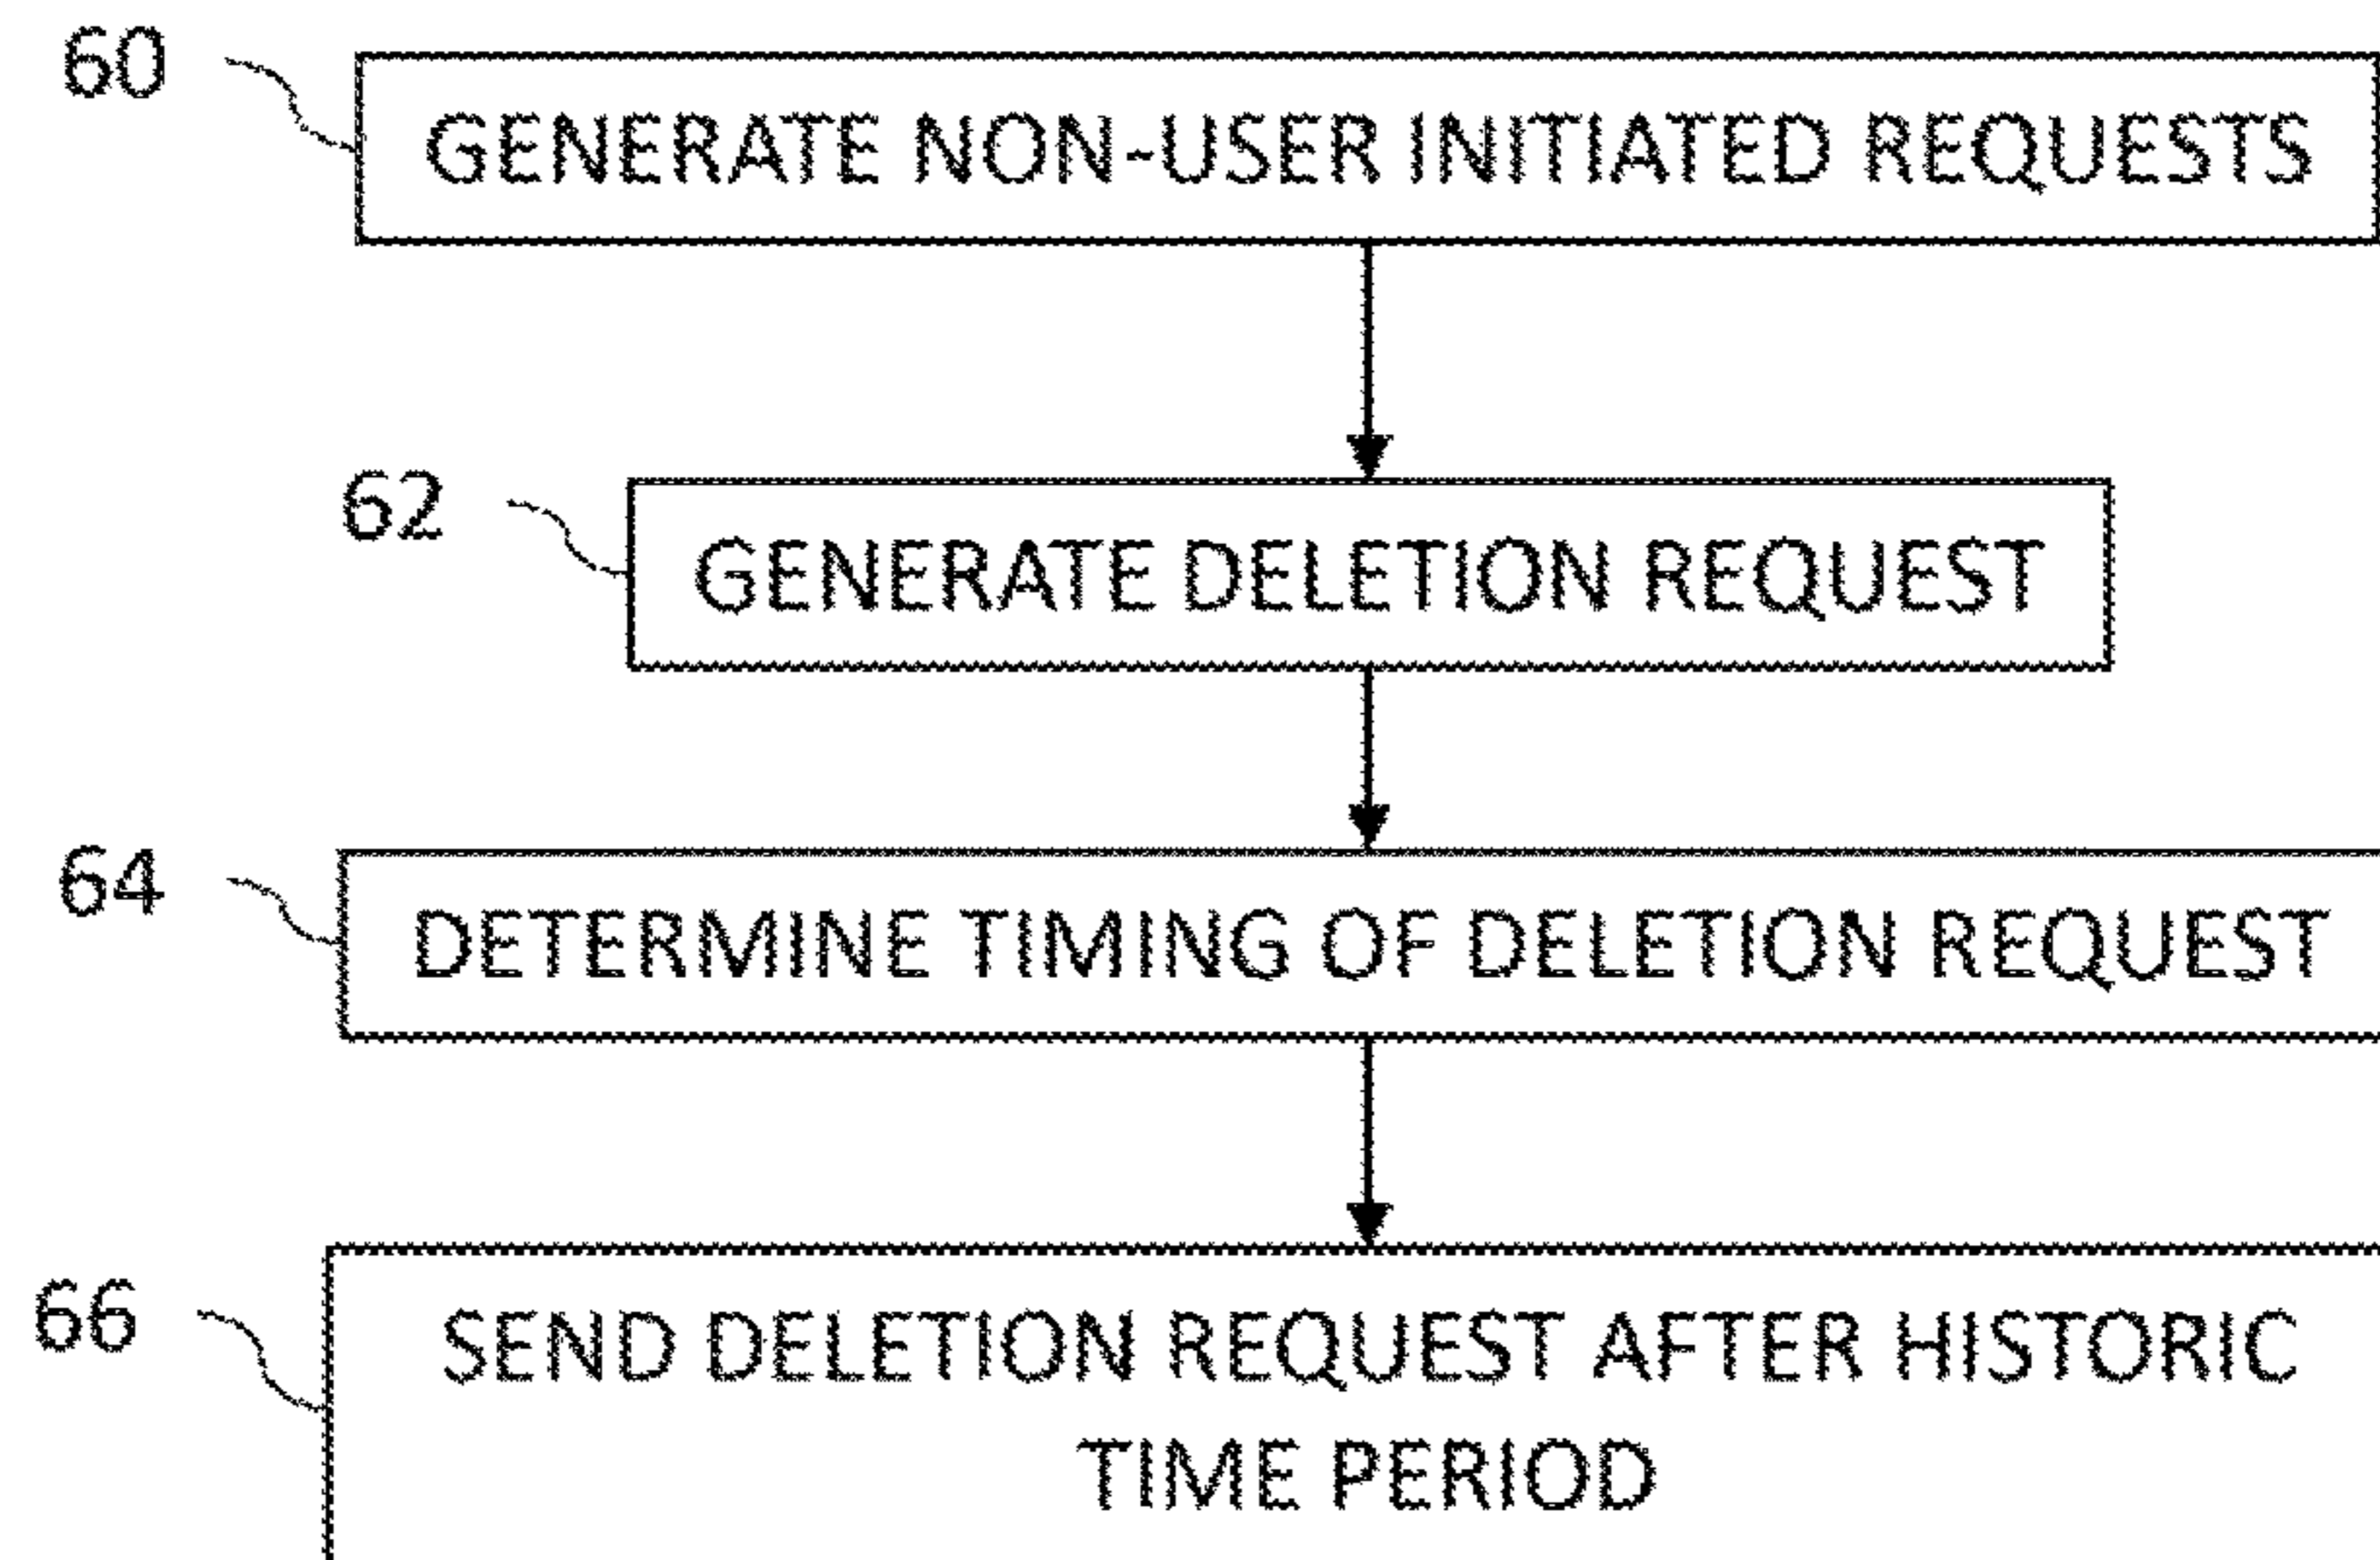 60
GENERATE NON-USER INITIATED REQUESTS
62
GENERATE DELETION REQUEST
64
DETERMINE TIMING OF DELETION REQUEST
66
SEND DELETION REQUEST AFTER HISTORIC
TIME PERIOD